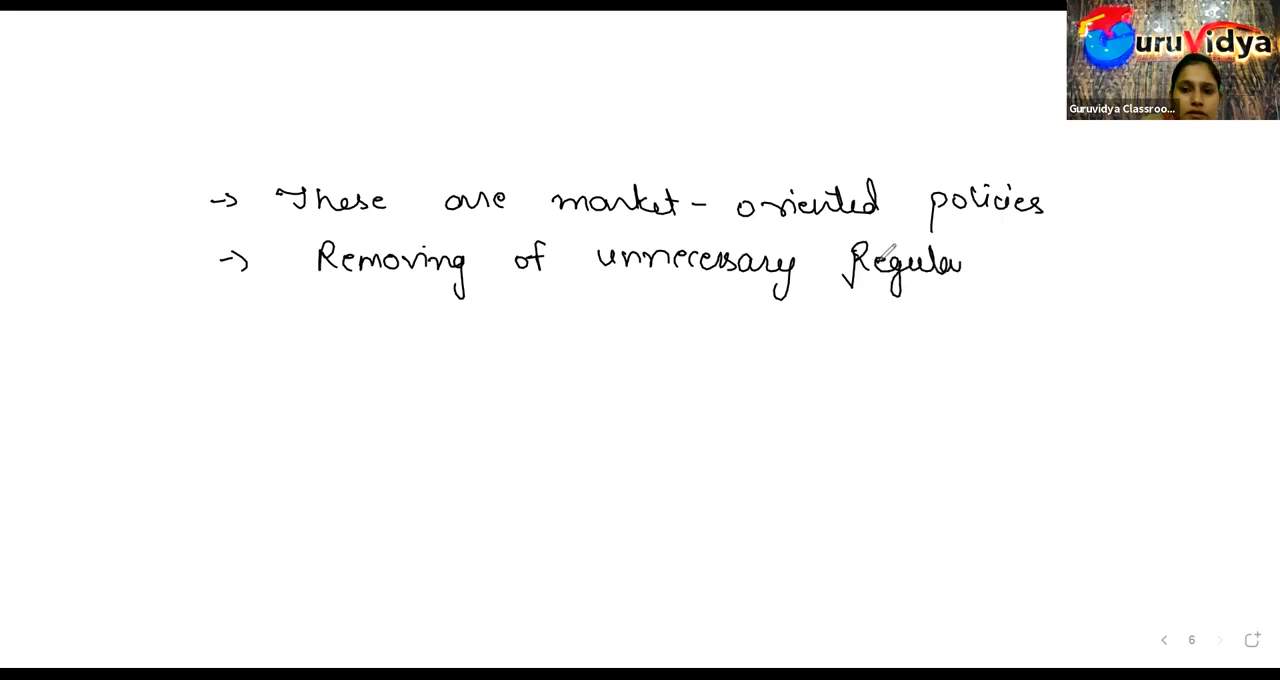 GuruVidya
Guruvidya Classroo...
→ These are market-oriented policies
→ Removing of unnecessary Regula
6